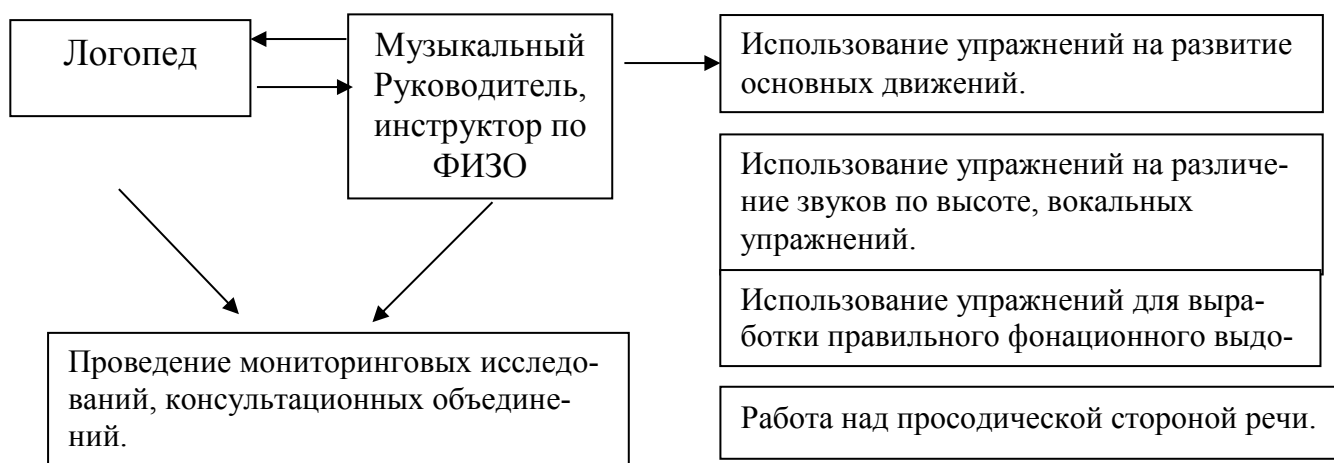 Логопед
Музыкальный
Руководитель,
инструктор по
ФИЗО
Использование упражнений на развитие
основных движений.
Использование упражнений на различе-
ние звуков по высоте, вокальных
упражнений.
Использование упражнений для выра-
ботки правильного фонационного выдо-
Проведение мониторинговых исследо-
ваний, консультационных объедине-
ний.
Работа над просодической стороной речи.